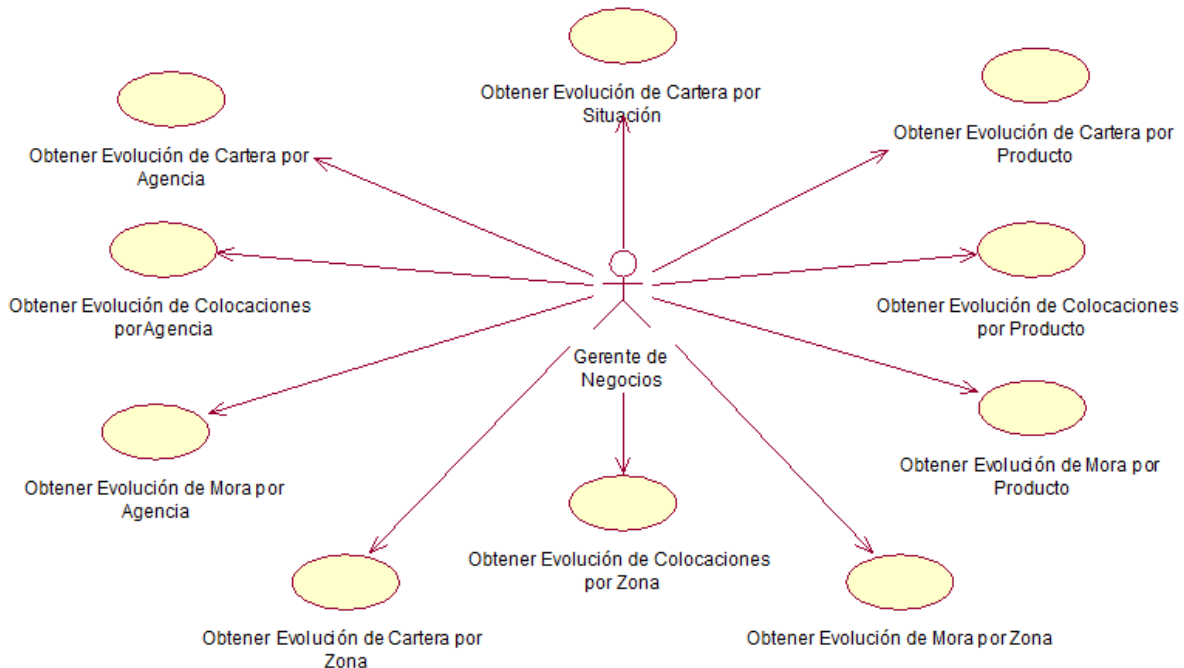 Obtener Evolución de Cartera por
Situación
Obtener Evolución de Cartera por
Producto
Obtener Evolución de Cartera por
Agencia
Obtener Evolución de Colocaciones
por Agencia
Obtener Evolución de Colocaciones
por Producto
Gerente de
Negocios
Obtener Evolución de Mora por
Producto
Obtener Evolución de Mora por
Agencia
Obtener Evolución de Colocaciones
por Zona
Obtener Evolución de Cartera por
Zona
Obtener Evolución de Mora por Zona